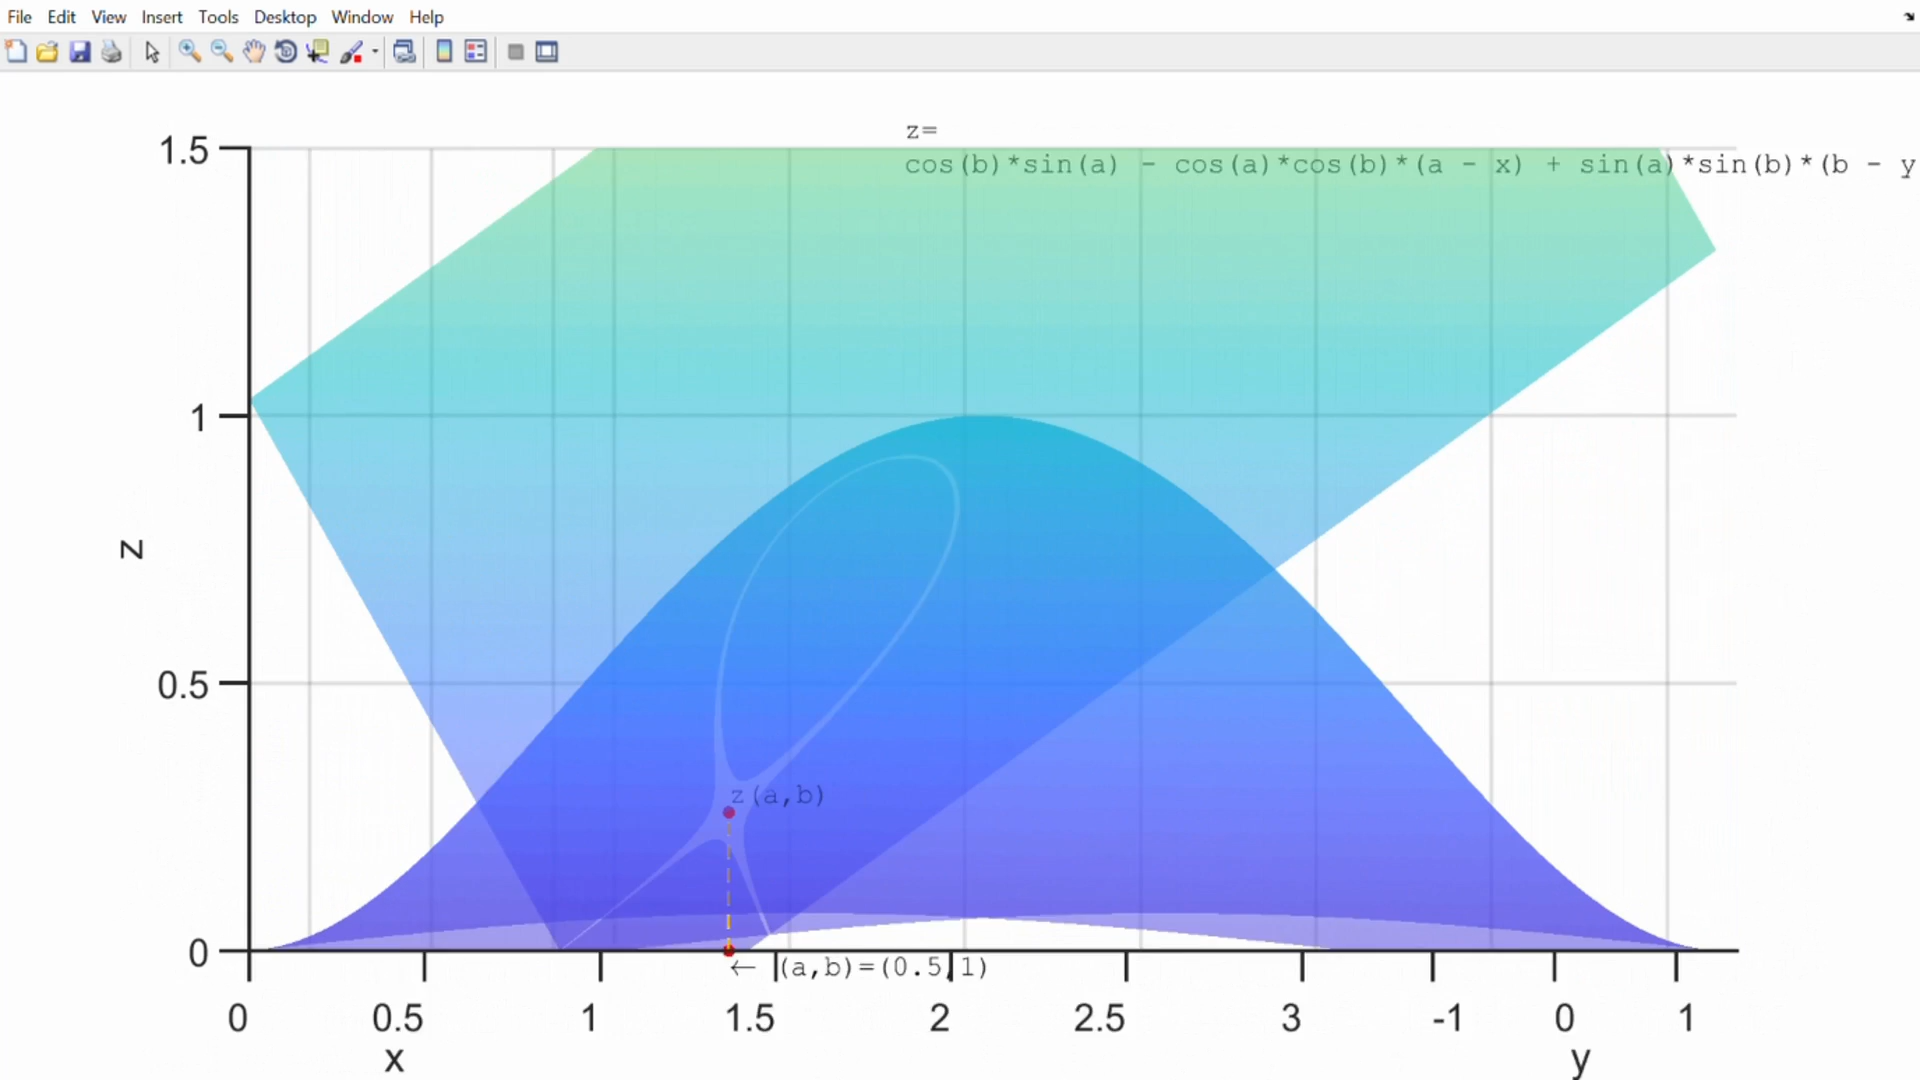 File Edit View Insert Tools Desktop Window Help
z=
cos(b)*sin(a) - cos(a)*cos(b)*(a - x) + sin(a)*sin(b)*(b - y
1.5
1
0.5
0
z
z(a,b)
← (a,b)=(0.5,1)
0 0.5 1 1.5 2 2.5 3 -1 0 1
x y